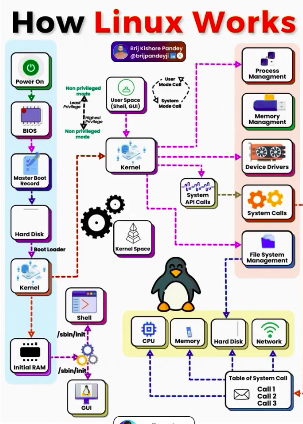 How Linux Works
Brij Kishore Pandey
@brijpandeyji
Power On
BIOS
Master Boot
Record
Hard Disk
Boot Loader
Kernel
Initial RAM
Non privileged
mode
Least
Privilege
Highest
Privilege
Non privileged
mode
User Space
(Shell, GUI)
User
Mode Call
System
Mode Call
Kernel
System
API Calls
Kernel Space
Process
Managment
Memory
Managment
Device Drivers
System Calls
File System
Management
Shell
/sbin/init
/sbin/init
GUI
CPU
Memory
Hard Disk
Network
Table of System Call
Call 1
Call 2
Call 3